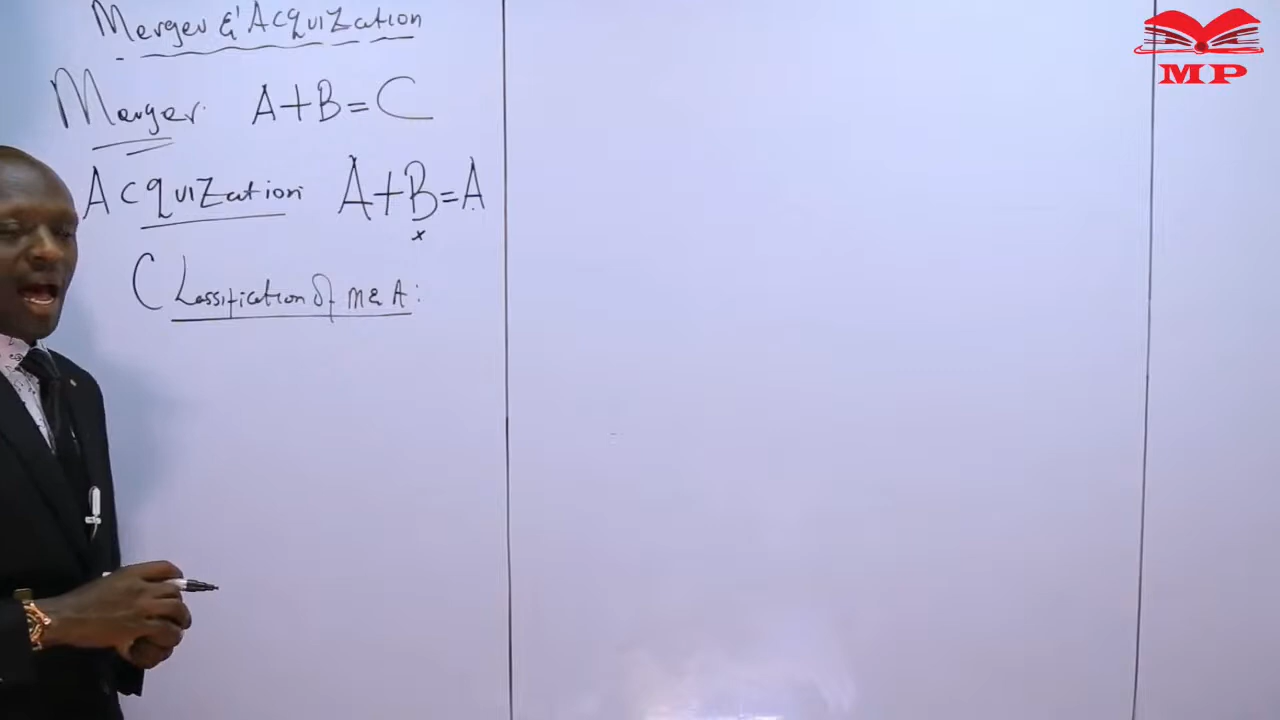 Merger & AcquiZation
Merger. A+B=C
AcquiZation A+B=A
x
Classification of M & A:
MP